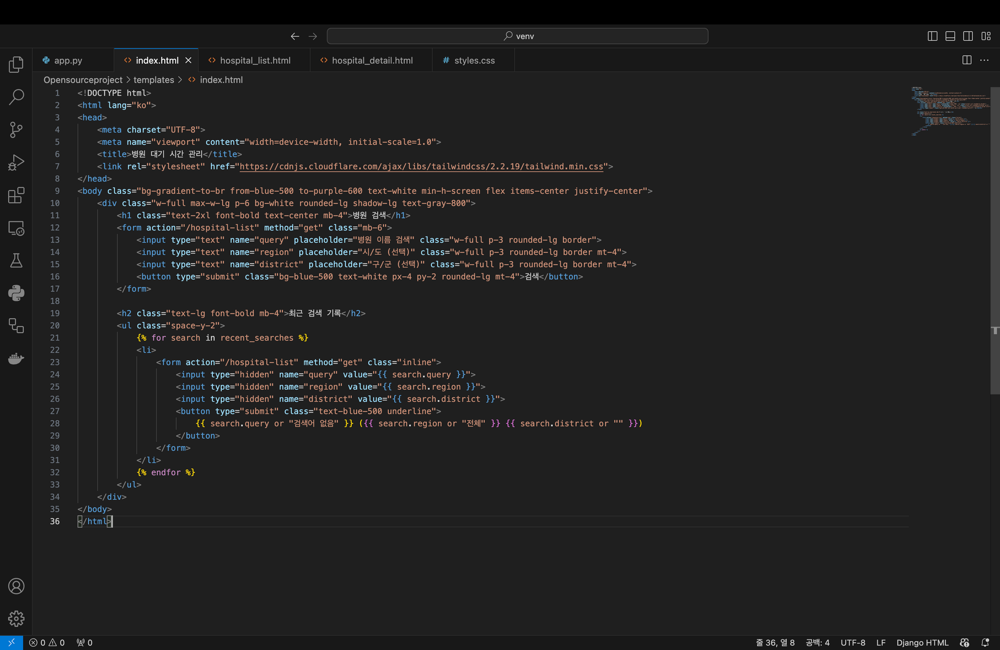 venv
app.py
index.html
hospital_list.html
hospital_detail.html
# styles.css
Opensourceproject > templates > <> index.html
1 <!DOCTYPE html>
2 <html lang="ko">
3 <head>
4     <meta charset="UTF-8">
5     <meta name="viewport" content="width=device-width, initial-scale=1.0">
6     <title>병원 대기 시간 관리</title>
7     <link rel="stylesheet" href="https://cdnjs.cloudflare.com/ajax/libs/tailwindcss/2.2.19/tailwind.min.css">
8 </head>
9 <body class="bg-gradient-to-br from-blue-500 to-purple-600 text-white min-h-screen flex items-center justify-center">
10     <div class="w-full max-w-lg p-6 bg-white rounded-lg shadow-lg text-gray-800">
11         <h1 class="text-2xl font-bold text-center mb-4">병원 검색</h1>
12         <form action="/hospital-list" method="get" class="mb-6">
13             <input type="text" name="query" placeholder="병원 이름 검색" class="w-full p-3 rounded-lg border">
14             <input type="text" name="region" placeholder="시/도 (선택)" class="w-full p-3 rounded-lg border mt-4">
15             <input type="text" name="district" placeholder="구/군 (선택)" class="w-full p-3 rounded-lg border mt-4">
16             <button type="submit" class="bg-blue-500 text-white px-4 py-2 rounded-lg mt-4">검색</button>
17         </form>
18
19         <h2 class="text-lg font-bold mb-4">최근 검색 기록</h2>
20         <ul class="space-y-2">
21             {% for search in recent_searches %}
22             <li>
23                 <form action="/hospital-list" method="get" class="inline">
24                     <input type="hidden" name="query" value="{{ search.query }}">
25                     <input type="hidden" name="region" value="{{ search.region }}">
26                     <input type="hidden" name="district" value="{{ search.district }}">
27                     <button type="submit" class="text-blue-500 underline">
28                         {{ search.query or "검색어 없음" }} ({{ search.region or "전체" }} {{ search.district or "" }})
29                     </button>
30                 </form>
31             </li>
32             {% endfor %}
33         </ul>
34     </div>
35 </body>
36 </html>
0 0 0
줄 36, 열 8
공백: 4
UTF-8
LF
Django HTML